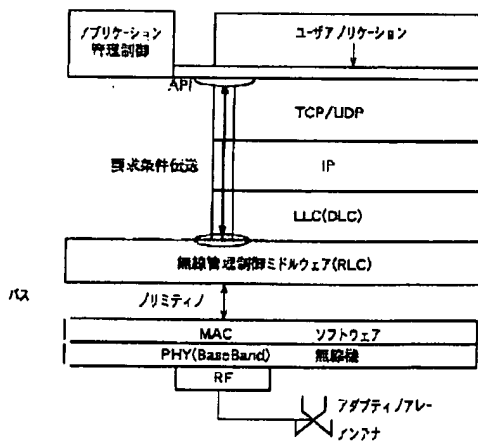 アプリケーション
管理制御
ユーザアプリケーション
API
TCP/UDP
要求条件伝送
IP
LLC(DLC)
無線管理制御ミドルウェア(RLC)
バス
プリミティブ
MAC ソフトウェア
PHY(BaseBand) 無線機
RF
アダプティブアレー
アンテナ